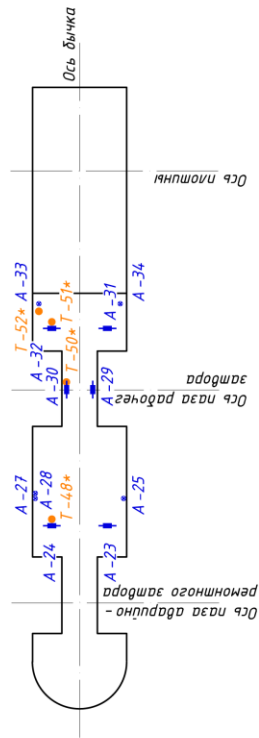 Ось бычка
Ось плотины
А -33
Т -52*
А -32
А -30
Т -51*
Т -50*
А -31
А -34
А -29
Ось паза рабочег
затвора
А -27
А -28
Т -48*
А -24
А -25
А -23
Ось паза аварийно -
ремонтного затвора